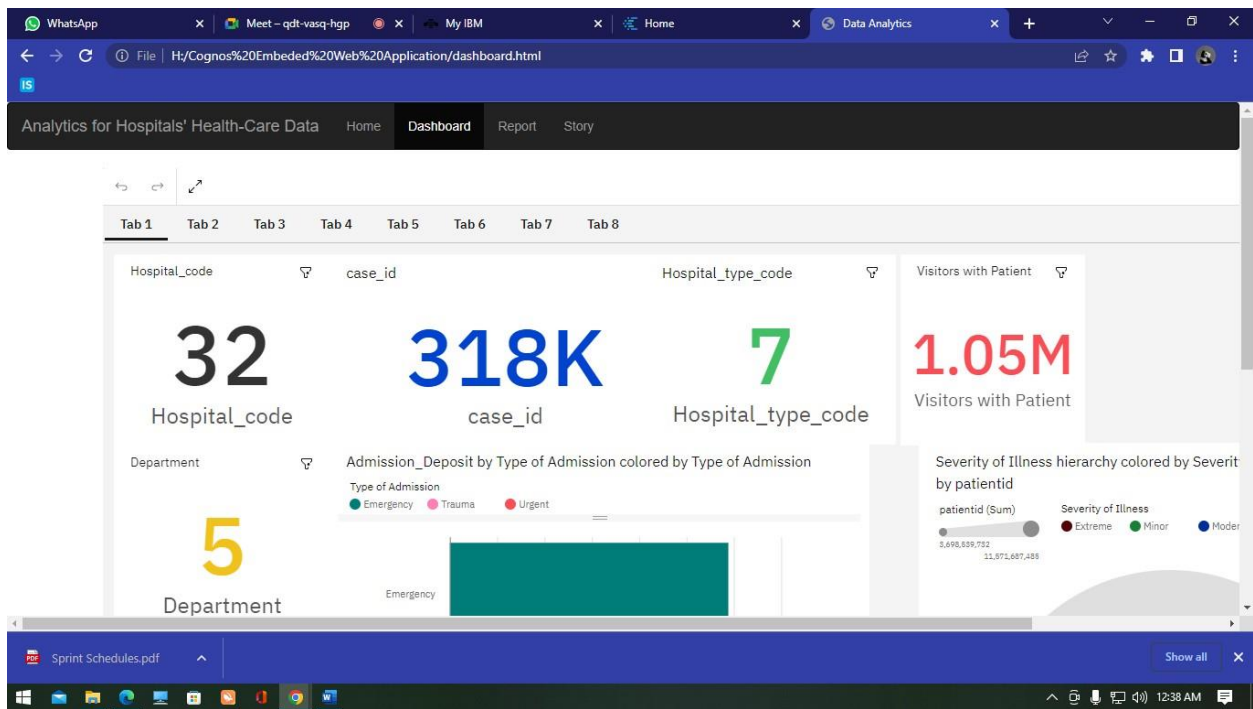 WhatsApp
Meet – qdt-vasq-hgp
My IBM
Home
Data Analytics
File | H:/Cognos%20Embeded%20Web%20Application/dashboard.html
IS
Analytics for Hospitals' Health-Care Data Home Dashboard Report Story
Tab 1 Tab 2 Tab 3 Tab 4 Tab 5 Tab 6 Tab 7 Tab 8
Hospital_code
32
Hospital_code
case_id
318K
case_id
Hospital_type_code
7
Hospital_type_code
Visitors with Patient
1.05M
Visitors with Patient
Department
5
Department
Admission_Deposit by Type of Admission colored by Type of Admission
Type of Admission
Emergency Trauma Urgent
Emergency
Severity of Illness hierarchy colored by Severit
by patientid
patientid (Sum)
3,698,639,732
11,571,687,485
Severity of Illness
Extreme Minor Moder
PDF
Sprint Schedules.pdf
Show all
12:38 AM